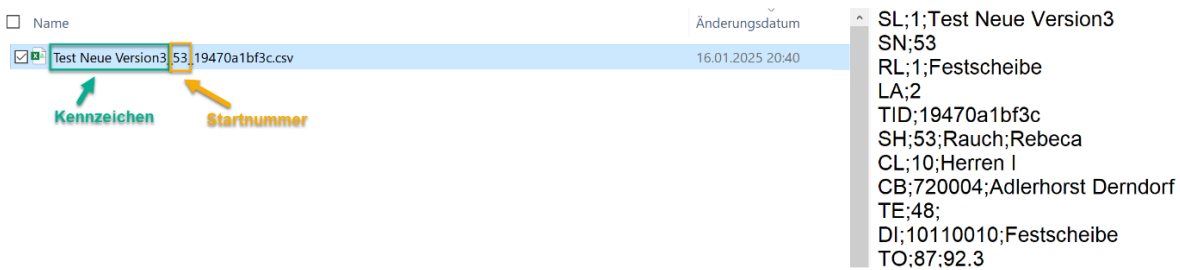 Name
Änderungsdatum
Test Neue Version3_53_19470a1bf3c.csv
16.01.2025 20:40
Kennzeichen
Startnummer
SL;1;Test Neue Version3
SN;53
RL;1;Festscheibe
LA;2
TID;19470a1bf3c
SH;53;Rauch;Rebeca
CL;10;Herren I
CB;720004;Adlerhorst Derndorf
TE;48;
DI;10110010;Festscheibe
TO;87;92.3